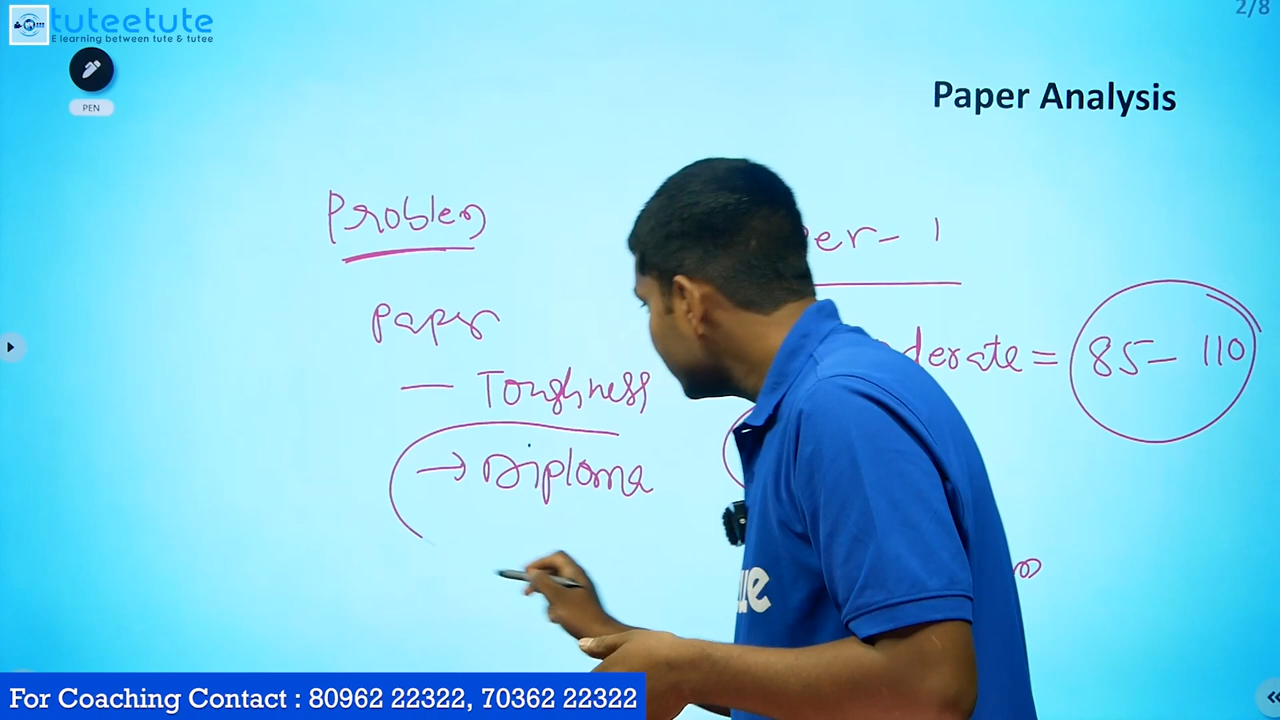 tuteetute
E learning between tute & tutee
2/8
PEN
Paper Analysis
Problem
Paper
— Toughness
→ Diploma
er - 1
derate = 85 - 110
ue
For Coaching Contact : 80962 22322, 70362 22322